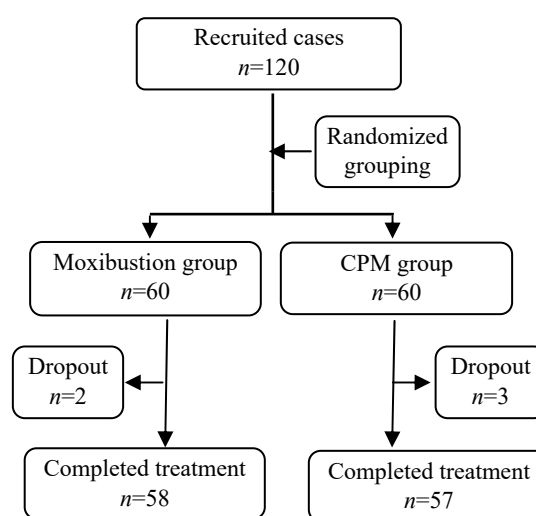 Recruited cases
n=120
Randomized
grouping
Moxibustion group
n=60
CPM group
n=60
Dropout
n=2
Dropout
n=3
Completed treatment
n=58
Completed treatment
n=57